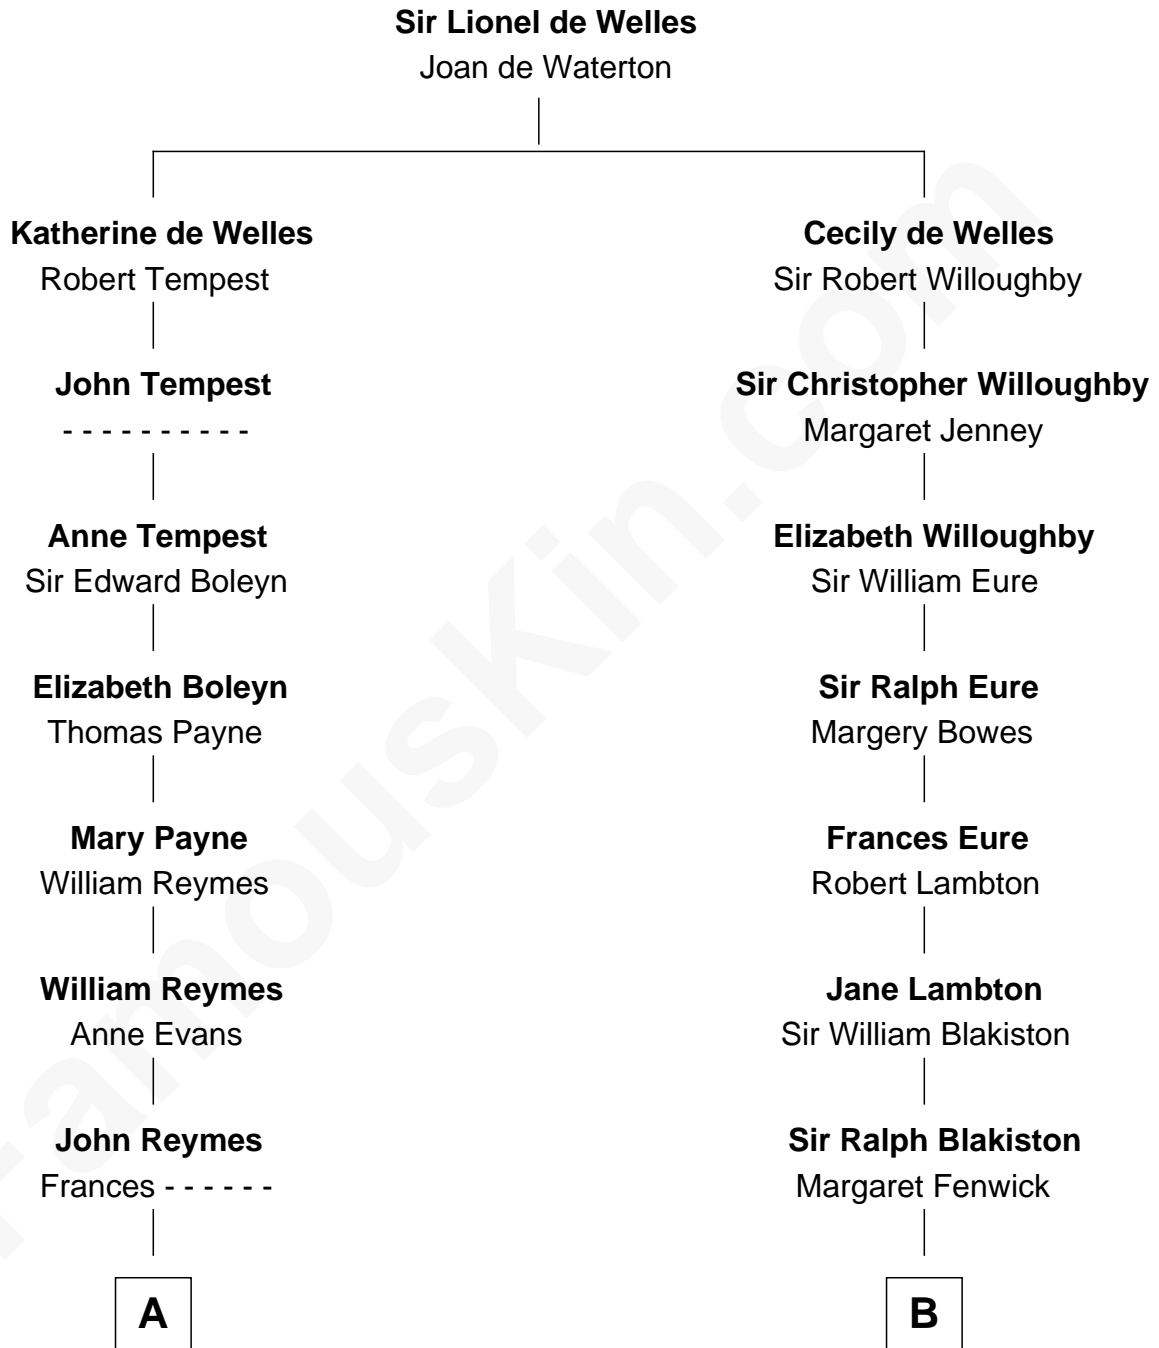 Sir Lionel de Welles
Joan de Waterton
Katherine de Welles
Robert Tempest
Cecily de Welles
Sir Robert Willoughby
John Tempest
- - - - - - - - - -
Sir Christopher Willoughby
Margaret Jenney
Anne Tempest
Sir Edward Boleyn
Elizabeth Willoughby
Sir William Eure
Elizabeth Boleyn
Thomas Payne
Sir Ralph Eure
Margery Bowes
Mary Payne
William Reymes
Frances Eure
Robert Lambton
William Reymes
Anne Evans
Jane Lambton
Sir William Blakiston
John Reymes
Frances - - - - - -
Sir Ralph Blakiston
Margaret Fenwick
A
B
FamousKin.com